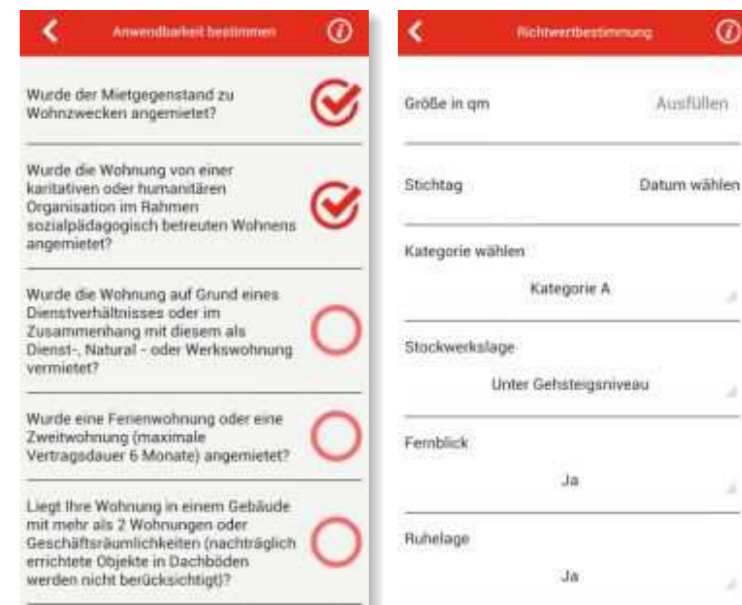 Anwendbarkeit bestimmen
Wurde der Mietgegenstand zu
Wohnzwecken angemietet?
Wurde die Wohnung von einer
karitativen oder humanitären
Organisation im Rahmen
sozialpädagogisch betreuten Wohnens
angemietet?
Wurde die Wohnung auf Grund eines
Dienstverhältnisses oder im
Zusammenhang mit diesem als
Dienst-, Natural - oder Werkswohnung
vermietet?
Wurde eine Ferienwohnung oder eine
Zweitwohnung (maximale
Vertragsdauer 6 Monate) angemietet?
Liegt Ihre Wohnung in einem Gebäude
mit mehr als 2 Wohnungen oder
Geschäftsräumlichkeiten (nachträglich
errichtete Objekte in Dachböden
werden nicht berücksichtigt)?
Richtwertbestimmung
Größe in qm
Ausfüllen
Stichtag
Datum wählen
Kategorie wählen
Kategorie A
Stockwerkslage
Unter Gehsteigsniveau
Fernblick
Ja
Ruhelage
Ja